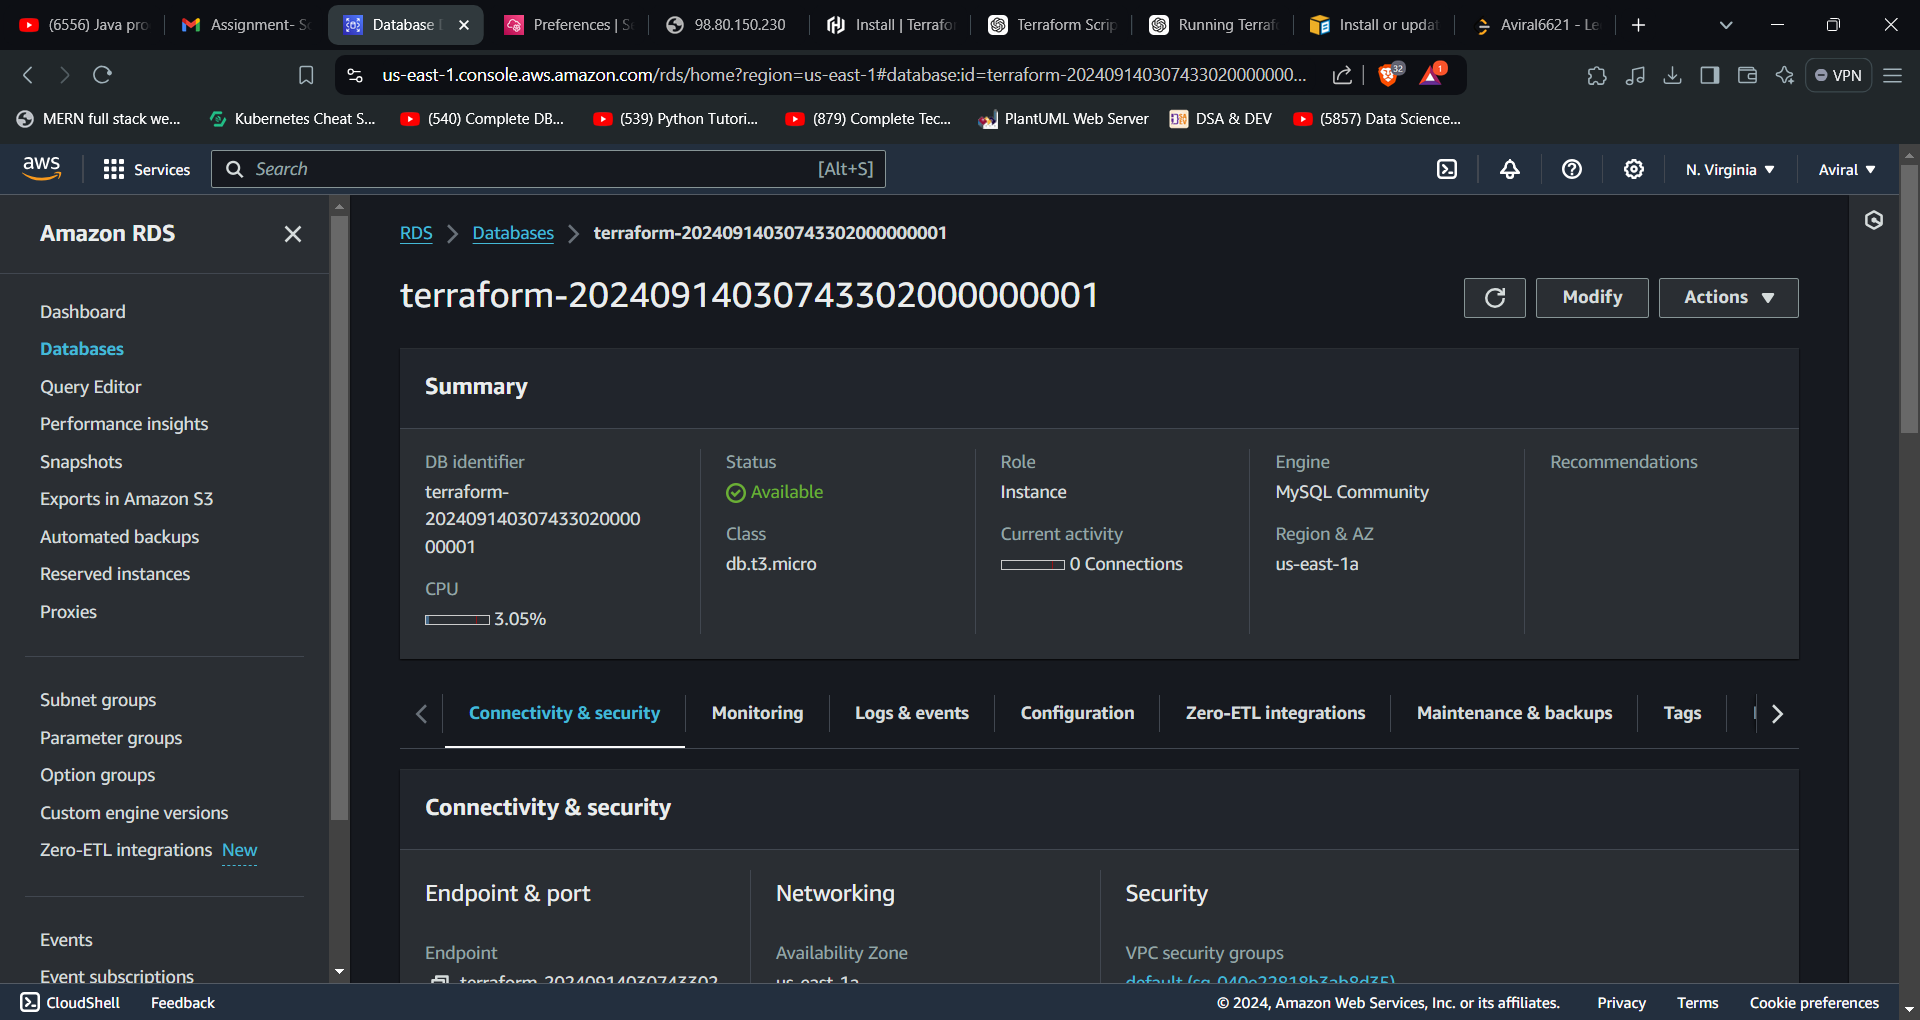 (6556) Java pro
Assignment- Sc
Database
Preferences | S
98.80.150.230
Install | Terrafo
Terraform Scrip
Running Terraf
Install or updat
Aviral6621 - Le
us-east-1.console.aws.amazon.com/rds/home?region=us-east-1#database:id=terraform-202409140307433020000000...
32
1
VPN
MERN full stack we...
Kubernetes Cheat S...
(540) Complete DB...
(539) Python Tutori...
(879) Complete Tec...
PlantUML Web Server
DSA & DEV
(5857) Data Science...
aws
Services
Search
[Alt+S]
N. Virginia
Aviral
Amazon RDS
Dashboard
Databases
Query Editor
Performance insights
Snapshots
Exports in Amazon S3
Automated backups
Reserved instances
Proxies
Subnet groups
Parameter groups
Option groups
Custom engine versions
Zero-ETL integrations New
Events
Event subscriptions
RDS
Databases
terraform-20240914030743302000000001
terraform-20240914030743302000000001
Modify
Actions
Summary
DB identifier
terraform-
202409140307433020000
00001
CPU
3.05%
Status
Available
Class
db.t3.micro
Role
Instance
Current activity
0 Connections
Engine
MySQL Community
Region & AZ
us-east-1a
Recommendations
Connectivity & security
Monitoring
Logs & events
Configuration
Zero-ETL integrations
Maintenance & backups
Tags
Connectivity & security
Endpoint & port
Endpoint
terraform-20240914030743302
Networking
Availability Zone
us-east-1a
Security
VPC security groups
default (sg-040e22818b3ab8d35)
CloudShell
Feedback
© 2024, Amazon Web Services, Inc. or its affiliates.
Privacy
Terms
Cookie preferences